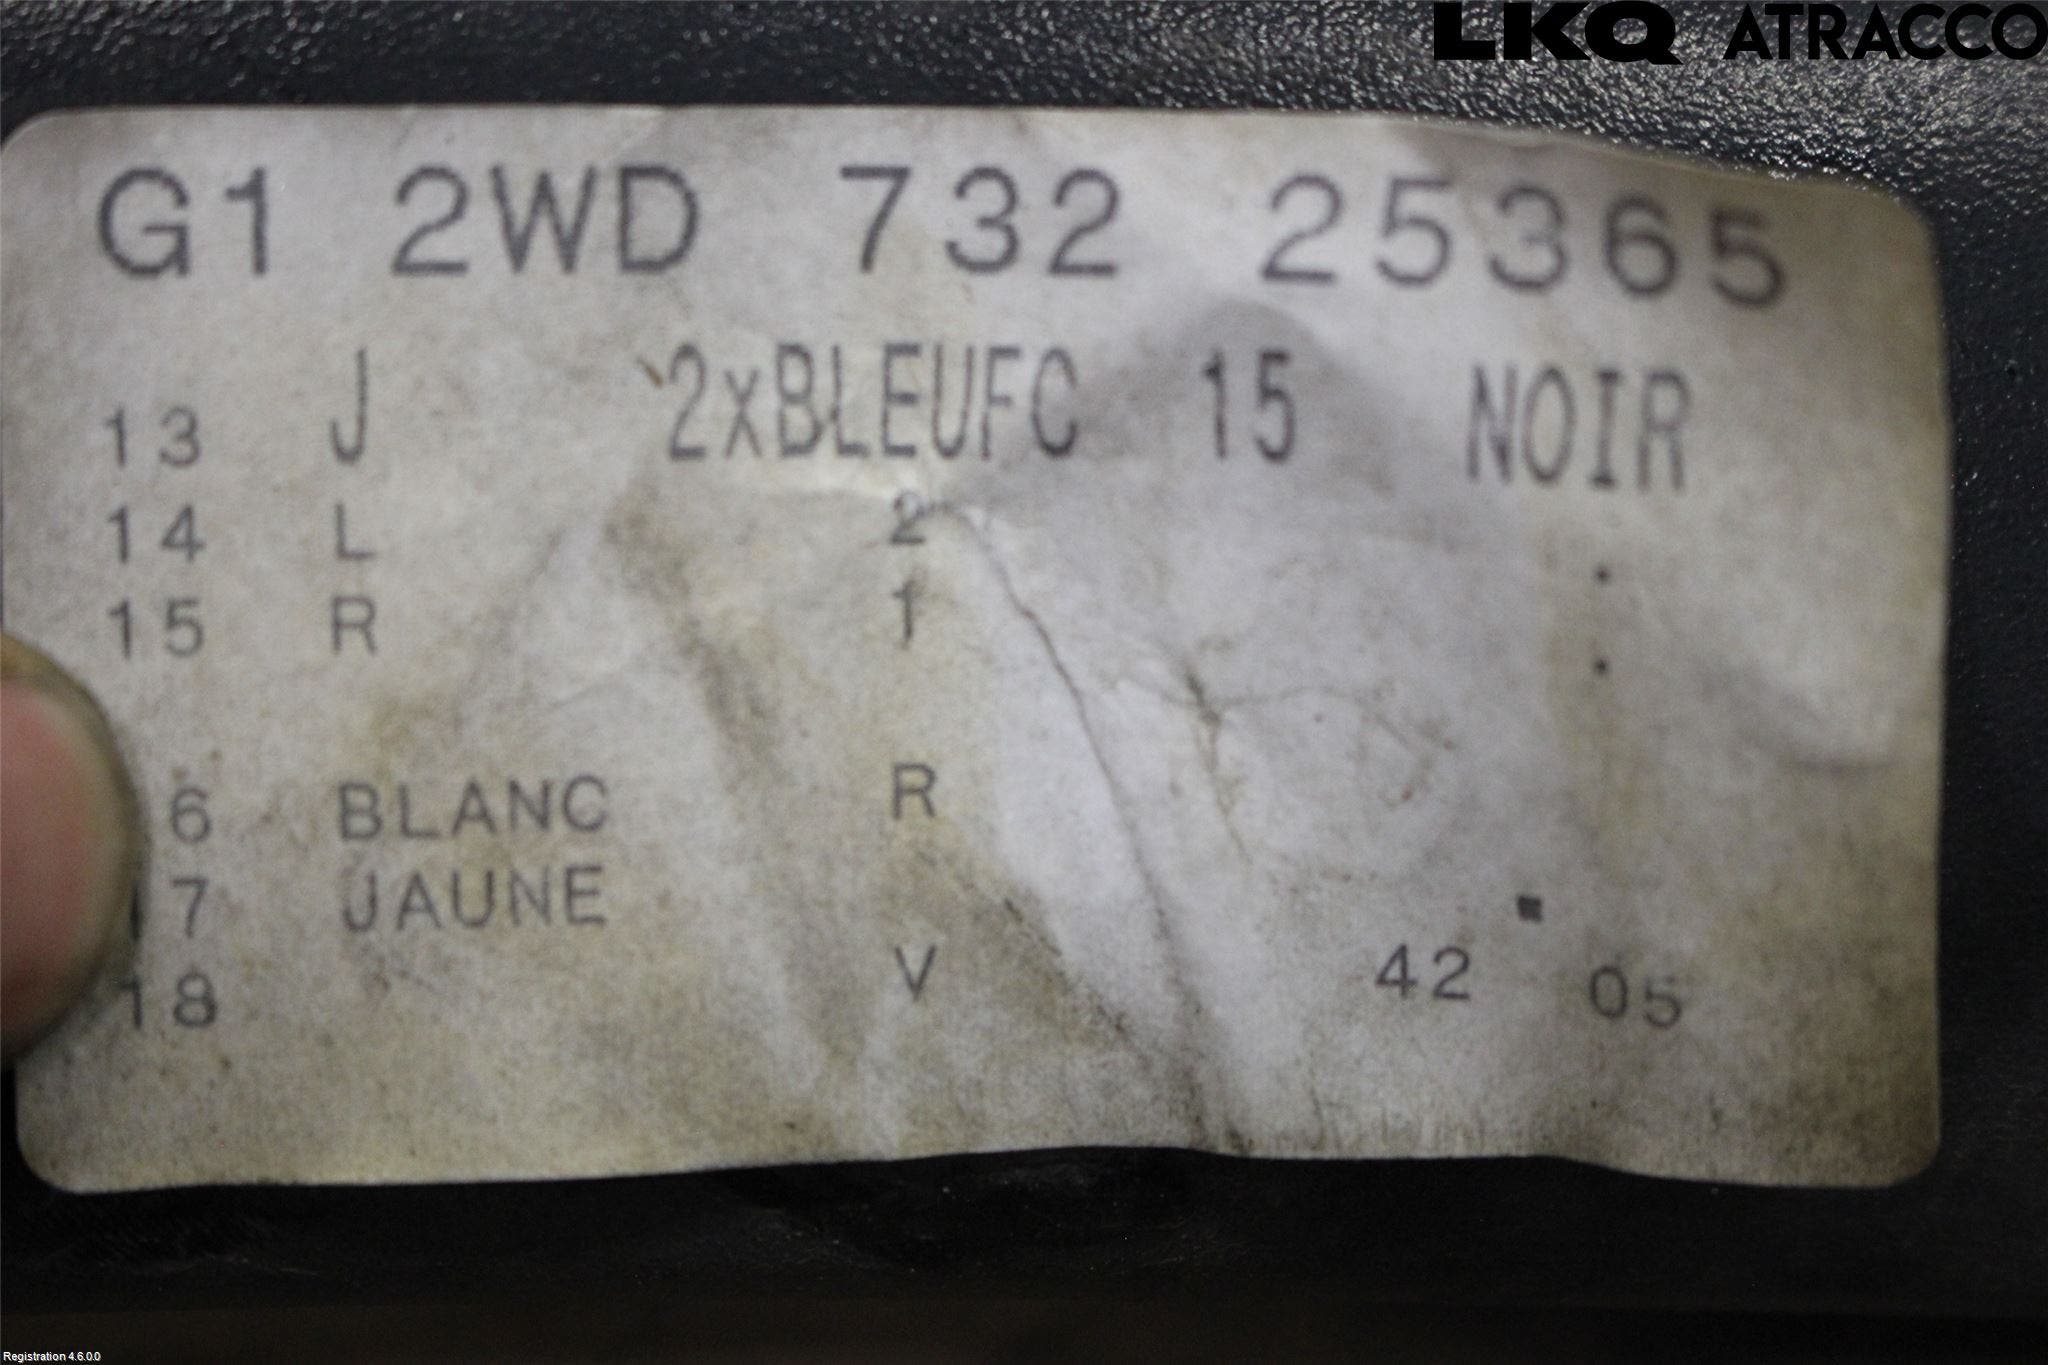 LKQ ATRACCO
G1 2WD 732 25365
13 J 2xBLEUFC 15 NOIR
14 L 2
15 R 1
6 BLANC R
17 JAUNE
18 V 42 05
Registration 4.6.0.0